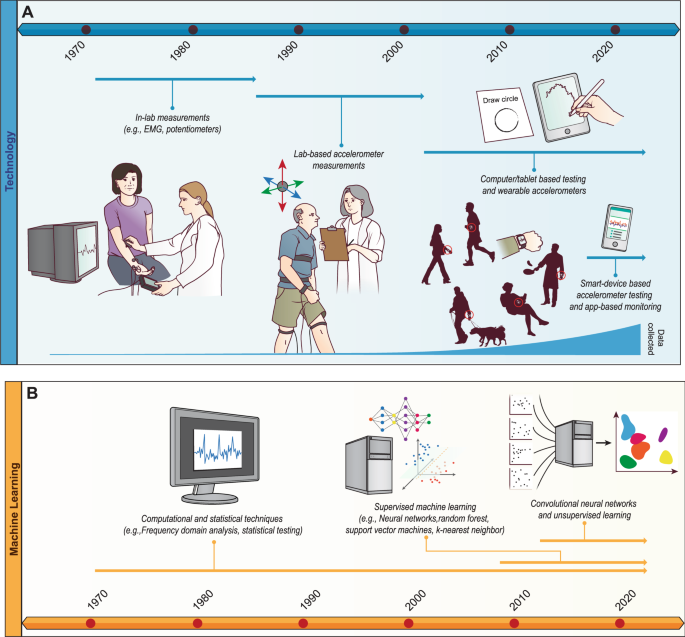 A
1970
1980
1990
2000
2010
2020
Technology
In-lab measurements
(e.g., EMG, potentiometers)
Lab-based accelerometer
measurements
Draw circle
Computer/tablet based testing
and wearable accelerometers
Smart-device based
accelerometer testing
and app-based monitoring
Data
collected
B
Machine Learning
Computational and statistical techniques
(e.g.,Frequency domain analysis, statistical testing)
Supervised machine learning
(e.g., Neural networks,random forest,
support vector machines, k-nearest neighbor)
Convolutional neural networks
and unsupervised learning
1970
1980
1990
2000
2010
2020